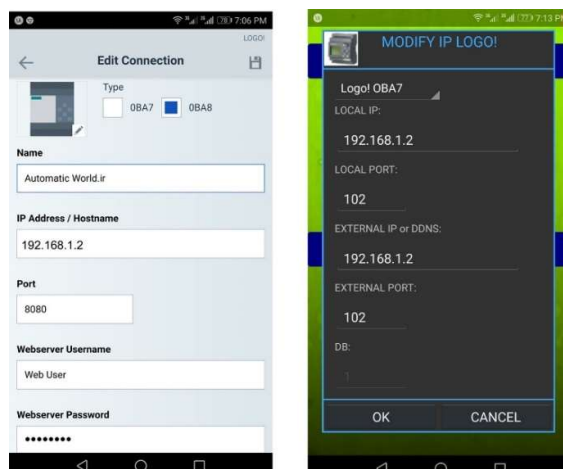 7:06 PM
LOGO!
Edit Connection
Type
0BA7
0BA8
Name
Automatic World.ir
IP Address / Hostname
192.168.1.2
Port
8080
Webserver Username
Web User
Webserver Password
••••••••
7:13 PM
MODIFY IP LOGO!
Logo! OBA7
LOCAL IP:
192.168.1.2
LOCAL PORT:
102
EXTERNAL IP or DDNS:
192.168.1.2
EXTERNAL PORT:
102
DB:
1
OK
CANCEL